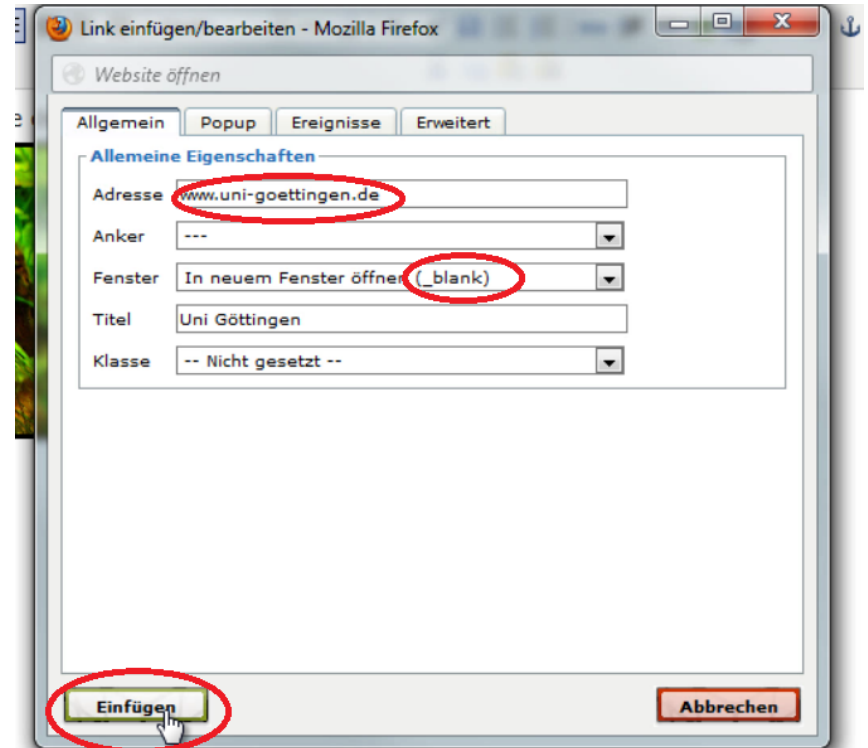 Link einfügen/bearbeiten - Mozilla Firefox
Website öffnen
Allgemein Popup Ereignisse Erweitert
Allemeine Eigenschaften
Adresse www.uni-goettingen.de
Anker ---
Fenster In neuem Fenster öffnen (_blank)
Titel Uni Göttingen
Klasse -- Nicht gesetzt --
Einfügen Abbrechen